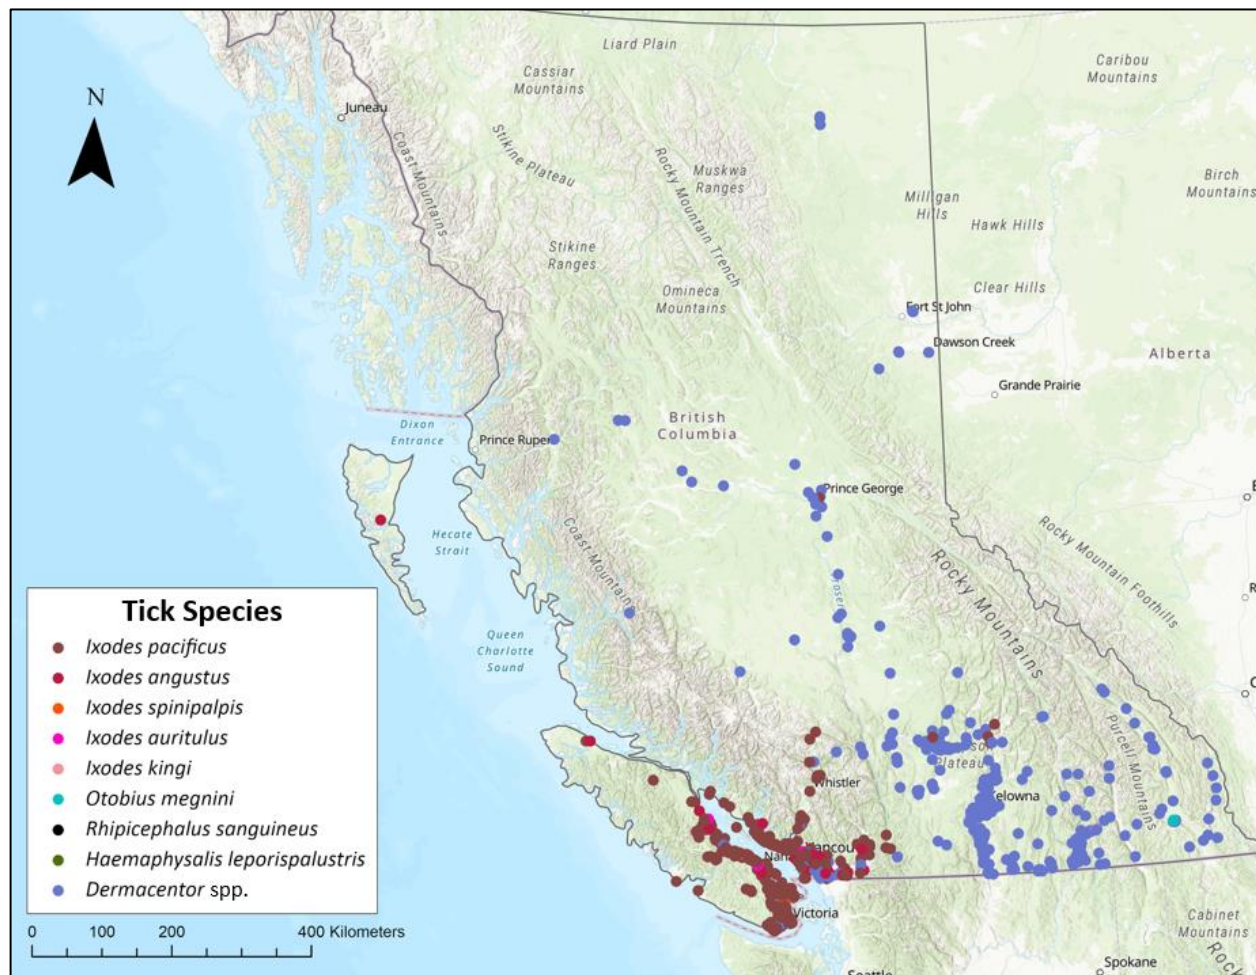 Liard Plain
Cassiar
Mountains
Caribou
Mountains
N
Juneau
Coast Mountains
Stikine Plateau
Rocky Mountain Trench
Muskwa
Ranges
Birch
Mountains
Milligan
Hills
Hawk Hills
Stikine
Ranges
Omineca
Mountains
Clear Hills
Fort St John
Dawson Creek
Alberta
Grande Prairie
British
Columbia
Dixon
Entrance
Prince Ruper
Prince George
Hecate
Strait
Coast Mountains
Rocky Mountains
Rocky Mountain Foothills
Fraser
Queen
Charlotte
Sound
Purcell Mountains
Plateau
Whistler
Kelowna
Vancou
Nan
Victoria
Cabinet
Mountains
Spokane
Seattle
Tick Species
Ixodes pacificus
Ixodes angustus
Ixodes spinipalpis
Ixodes auritulus
Ixodes kingi
Otobius megnini
Rhipicephalus sanguineus
Haemaphysalis leporispalustris
Dermacentor spp.
0 100 200 400 Kilometers